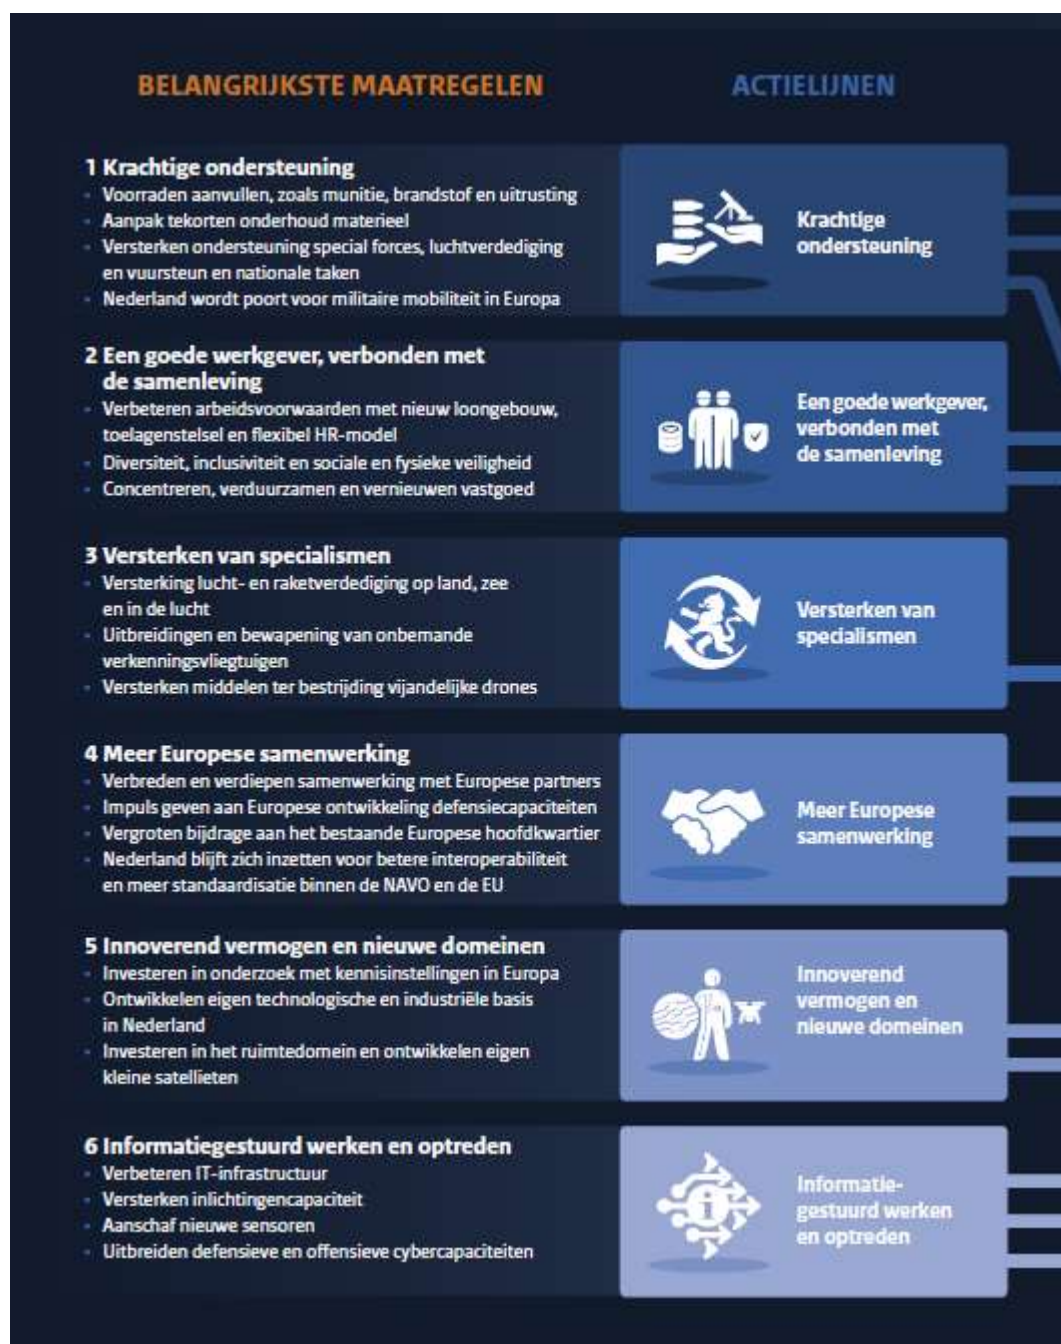 BELANGRIJKSTE MAATREGELEN
ACTIELIJNEN
1 Krachtige ondersteuning
- Voorraden aanvullen, zoals munitie, brandstof en uitrusting
- Aanpak tekorten onderhoud materieel
- Versterken ondersteuning special forces, luchtverdediging
en vuursteun en nationale taken
- Nederland wordt poort voor militaire mobiliteit in Europa
Krachtige
ondersteuning
2 Een goede werkgever, verbonden met
de samenleving
- Verbeteren arbeidsvoorwaarden met nieuw loongebouw,
toelagenstelsel en flexibel HR-model
- Diversiteit, inclusiviteit en sociale en fysieke veiligheid
- Concentreren, verduurzamen en vernieuwen vastgoed
Een goede werkgever,
verbonden met
de samenleving
3 Versterken van specialismen
- Versterking lucht- en raketverdediging op land, zee
en in de lucht
- Uitbreidingen en bewapening van onbemande
verkenningsvliegtuigen
- Versterken middelen ter bestrijding vijandelijke drones
Versterken van
specialismen
4 Meer Europese samenwerking
- Verbreden en verdiepen samenwerking met Europese partners
- Impuls geven aan Europese ontwikkeling defensiecapaciteiten
- Vergroten bijdrage aan het bestaande Europese hoofdkwartier
- Nederland blijft zich inzetten voor betere interoperabiliteit
en meer standaardisatie binnen de NAVO en de EU
Meer Europese
samenwerking
5 Innoverend vermogen en nieuwe domeinen
- Investeren in onderzoek met kennisinstellingen in Europa
- Ontwikkelen eigen technologische en industriële basis
in Nederland
- Investeren in het ruimtedomein en ontwikkelen eigen
kleine satellieten
Innoverend
vermogen en
nieuwe domeinen
6 Informatiegestuurd werken en optreden
- Verbeteren IT-infrastructuur
- Versterken inlichtingencapaciteit
- Aanschaf nieuwe sensoren
- Uitbreiden defensieve en offensieve cybercapaciteiten
i
Informatie-
gestuurd werken
en optreden